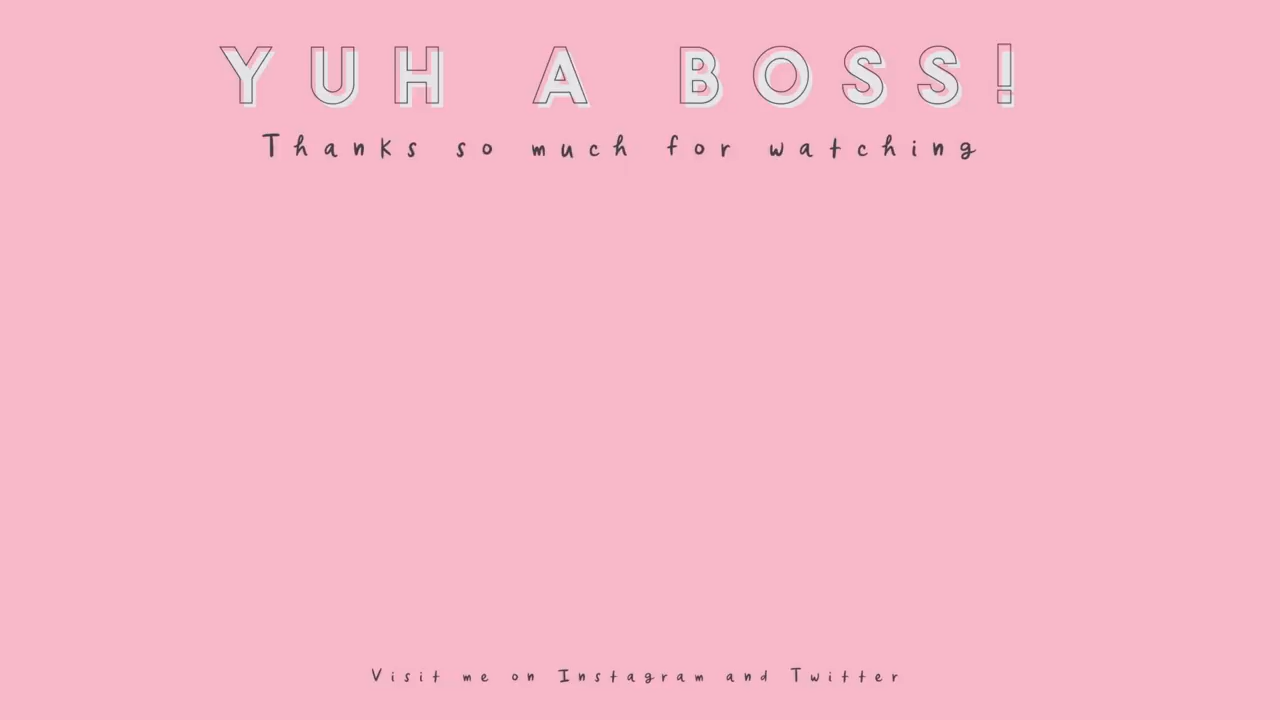 YUH A BOSS!
Thanks so much for watching
Visit me on Instagram and Twitter